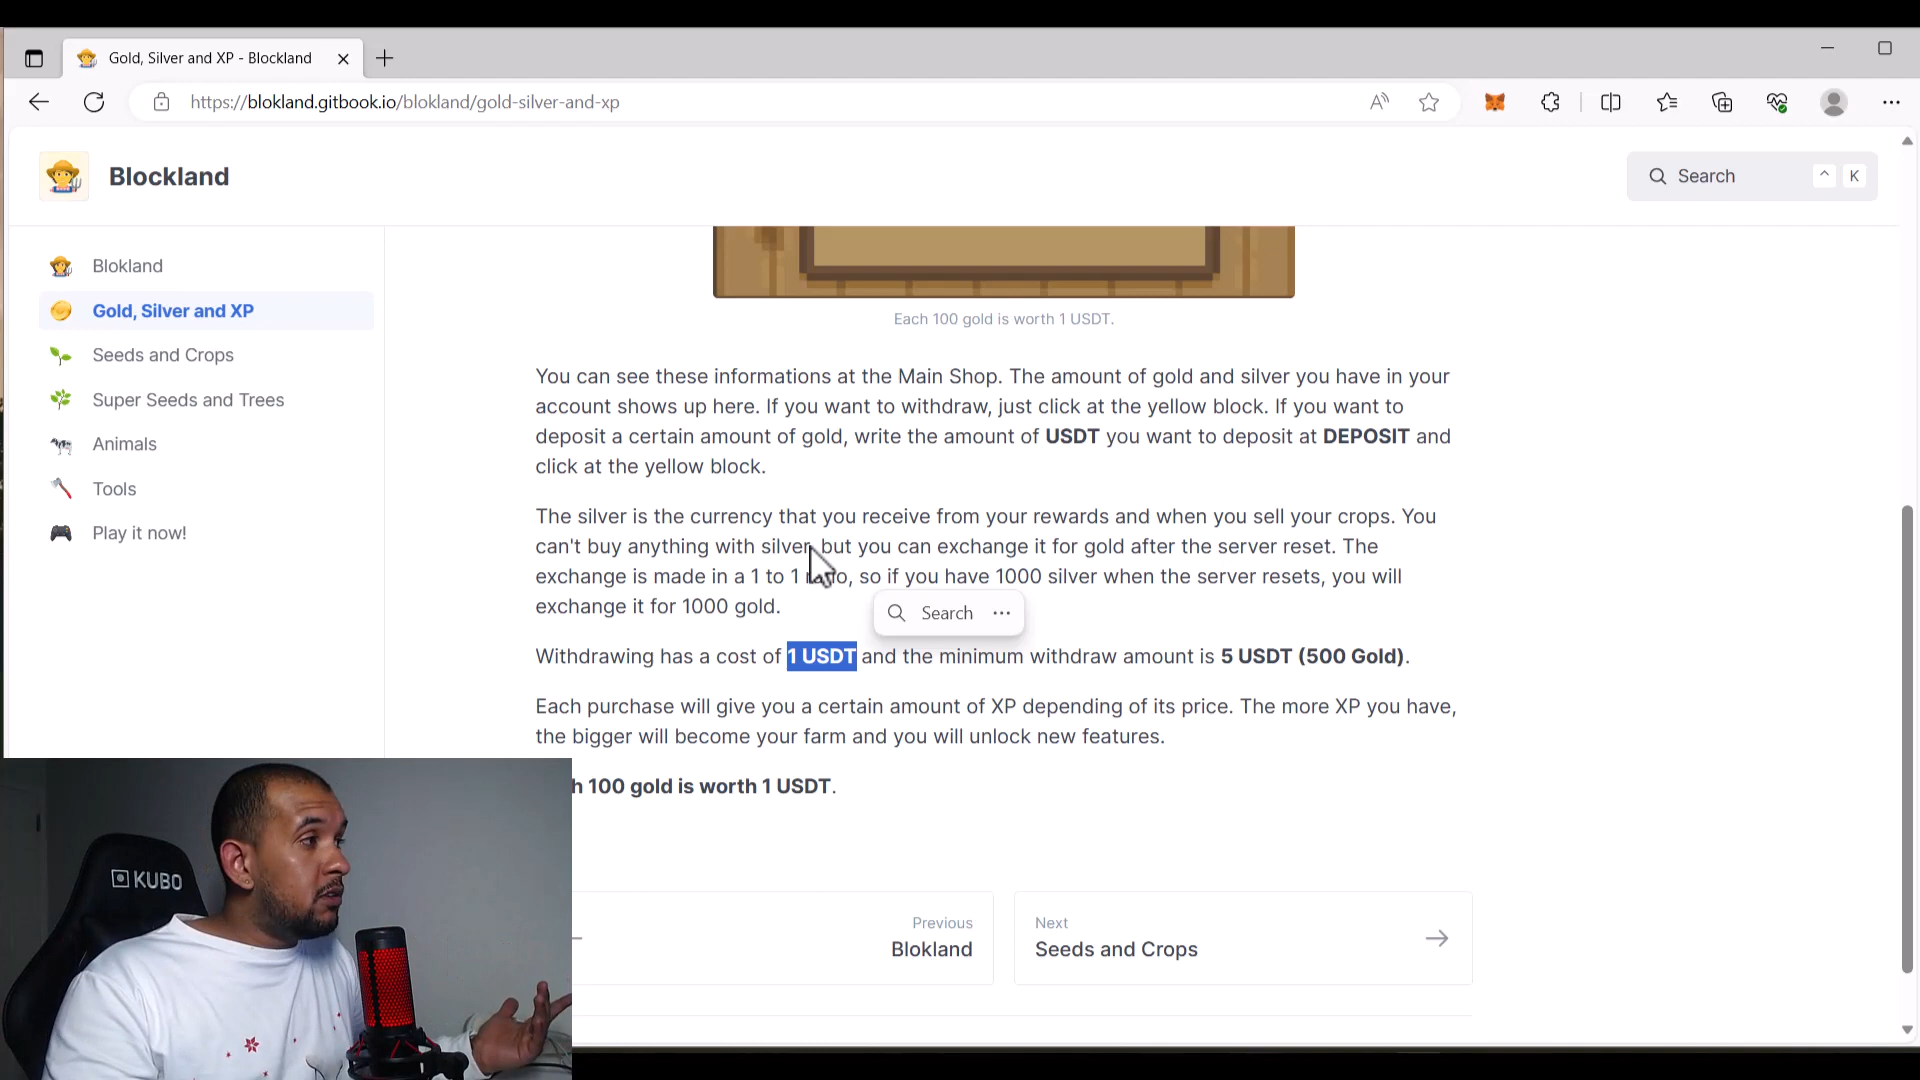 Gold, Silver and XP - Blockland
https://blokland.gitbook.io/blokland/gold-silver-and-xp
Blockland
Search
^ K
Blokland
Gold, Silver and XP
Seeds and Crops
Super Seeds and Trees
Animals
Tools
Play it now!
Each 100 gold is worth 1 USDT.
You can see these informations at the Main Shop. The amount of gold and silver you have in your
account shows up here. If you want to withdraw, just click at the yellow block. If you want to
deposit a certain amount of gold, write the amount of USDT you want to deposit at DEPOSIT and
click at the yellow block.
The silver is the currency that you receive from your rewards and when you sell your crops. You
can't buy anything with silver, but you can exchange it for gold after the server reset. The
exchange is made in a 1 to 1 ratio, so if you have 1000 silver when the server resets, you will
exchange it for 1000 gold.
Search ...
Withdrawing has a cost of 1 USDT and the minimum withdraw amount is 5 USDT (500 Gold).
Each purchase will give you a certain amount of XP depending of its price. The more XP you have,
the bigger will become your farm and you will unlock new features.
h 100 gold is worth 1 USDT.
Previous
Blokland
Next
Seeds and Crops
KUBO